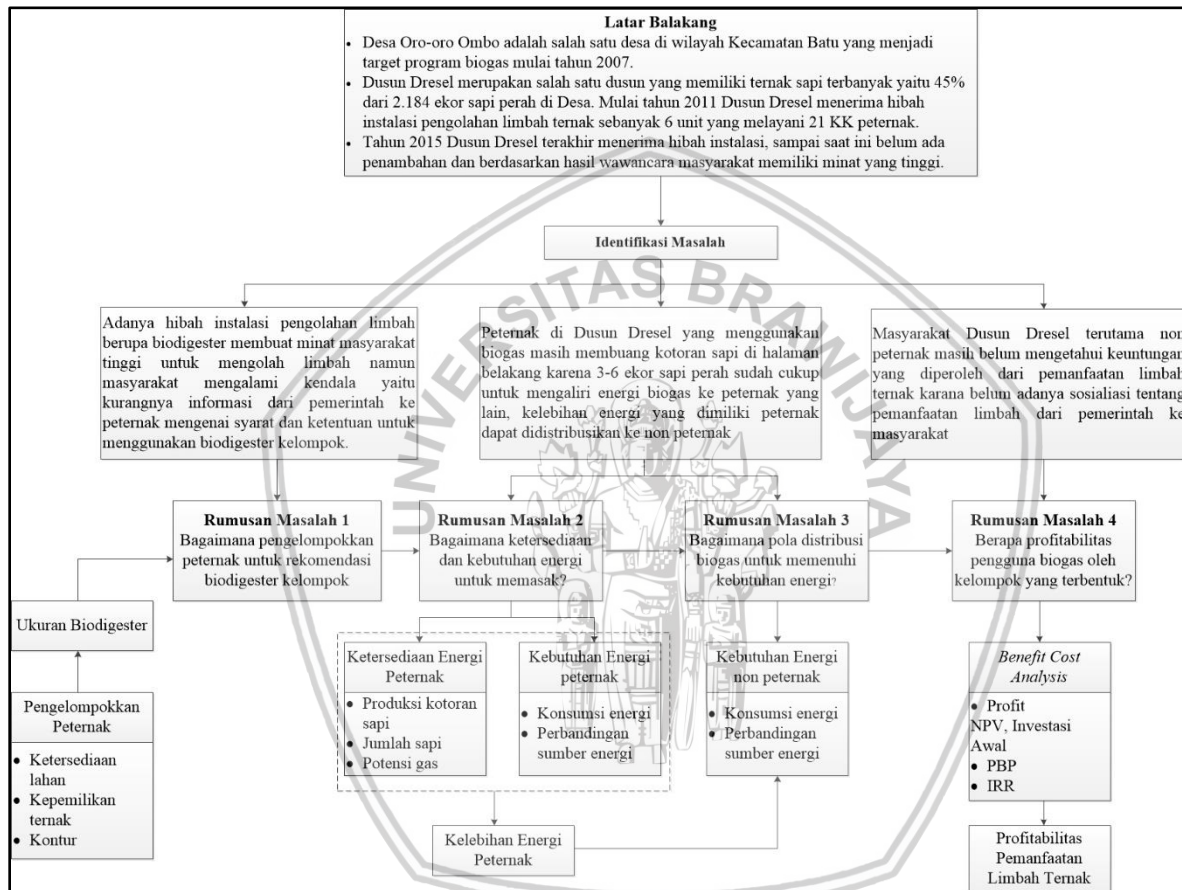 Latar Balakang
• Desa Oro-oro Ombo adalah salah satu desa di wilayah Kecamatan Batu yang menjadi
target program biogas mulai tahun 2007.
• Dusun Dresel merupakan salah satu dusun yang memiliki ternak sapi terbanyak yaitu 45%
dari 2.184 ekor sapi perah di Desa. Mulai tahun 2011 Dusun Dresel menerima hibah
instalasi pengolahan limbah ternak sebanyak 6 unit yang melayani 21 KK peternak.
• Tahun 2015 Dusun Dresel terakhir menerima hibah instalasi, sampai saat ini belum ada
penambahan dan berdasarkan hasil wawancara masyarakat memiliki minat yang tinggi.
Identifikasi Masalah
Adanya hibah instalasi pengolahan limbah
berupa biodigester membuat minat masyarakat
tinggi untuk mengolah limbah namun
masyarakat mengalami kendala yaitu
kurangnya informasi dari pemerintah ke
peternak mengenai syarat dan ketentuan untuk
menggunakan biodigester kelompok.
Peternak di Dusun Dresel yang menggunakan
biogas masih membuang kotoran sapi di halaman
belakang karena 3-6 ekor sapi perah sudah cukup
untuk mengaliri energi biogas ke peternak yang
lain, kelebihan energi yang dimiliki peternak
dapat didistribusikan ke non peternak
Masyarakat Dusun Dresel terutama non
peternak masih belum mengetahui keuntungan
yang diperoleh dari pemanfaatan limbah
ternak karana belum adanya sosialiasi tentang
pemanfaatan limbah dari pemerintah ke
masyarakat
UNIVERSITAS BRAWIJAYA
Rumusan Masalah 1
Bagaimana pengelompokkan
peternak untuk rekomendasi
biodigester kelompok
Rumusan Masalah 2
Bagaimana ketersediaan
dan kebutuhan energi
untuk memasak?
Rumusan Masalah 3
Bagaimana pola distribusi
biogas untuk memenuhi
kebutuhan energi?
Rumusan Masalah 4
Berapa profitabilitas
pengguna biogas oleh
kelompok yang terbentuk?
Ukuran Biodigester
Pengelompokkan
Peternak
• Ketersediaan
lahan
• Kepemilikan
ternak
• Kontur
Ketersediaan Energi
Peternak
• Produksi kotoran
sapi
• Jumlah sapi
• Potensi gas
Kebutuhan Energi
peternak
• Konsumsi energi
• Perbandingan
sumber energi
Kebutuhan Energi
non peternak
• Konsumsi energi
• Perbandingan
sumber energi
Benefit Cost
Analysis
• Profit
NPV, Investasi
Awal
• PBP
• IRR
Kelebihan Energi
Peternak
Profitabilitas
Pemanfaatan
Limbah Ternak